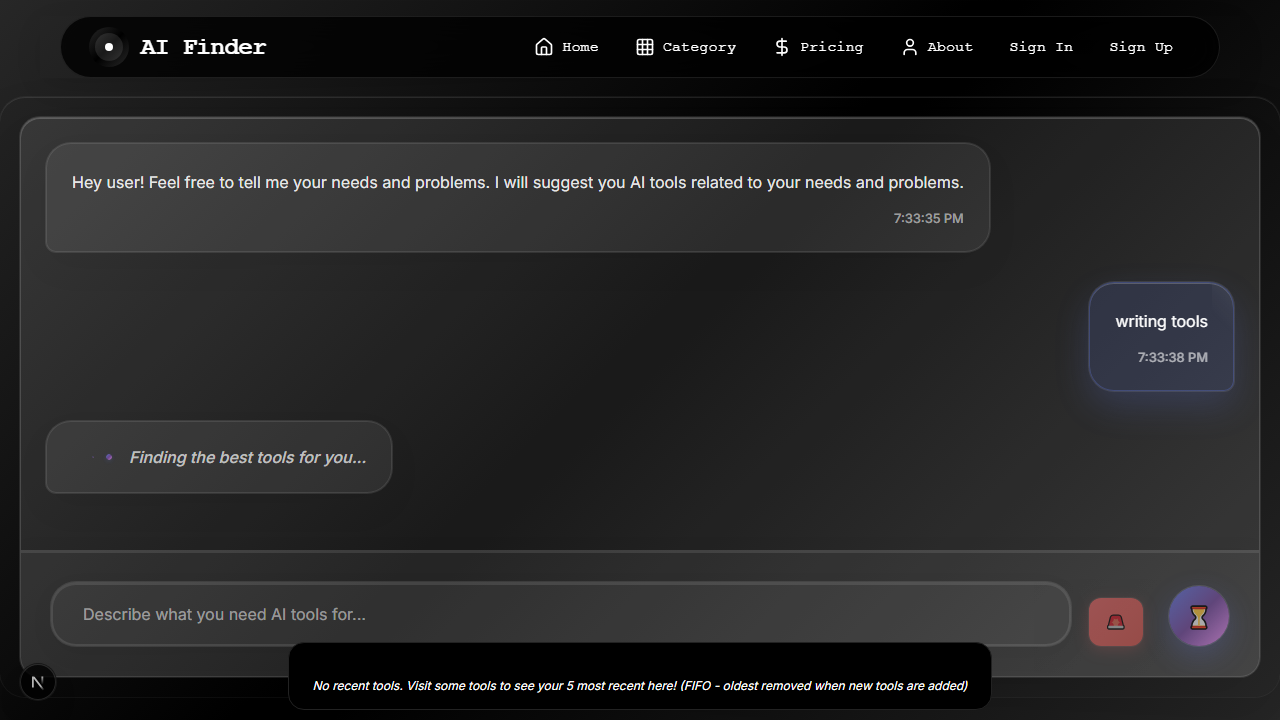 AI Finder
Home
Category
Pricing
About
Sign In
Sign Up
Hey user! Feel free to tell me your needs and problems. I will suggest you AI tools related to your needs and problems.
7:33:35 PM
writing tools
7:33:38 PM
Finding the best tools for you...
Describe what you need AI tools for...
N
No recent tools. Visit some tools to see your 5 most recent here! (FIFO - oldest removed when new tools are added)